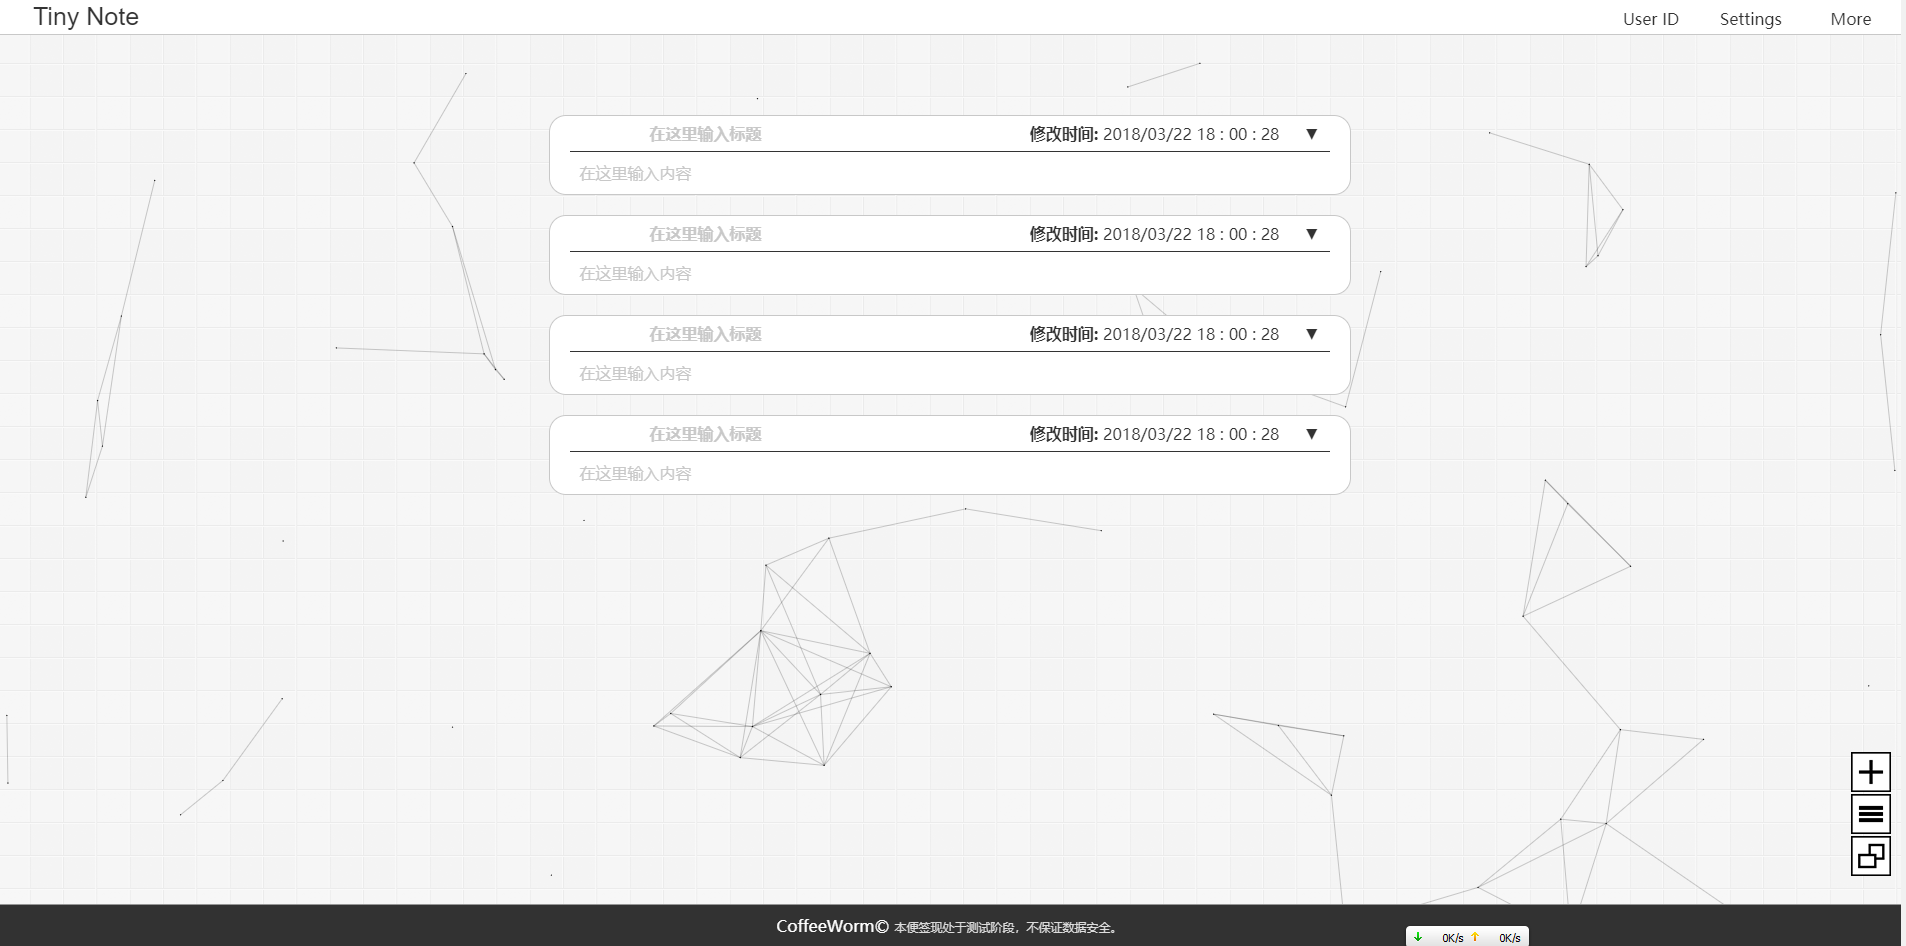 Tiny Note User ID Settings More
在这里输入标题 修改时间: 2018/03/22 18 : 00 : 28 ▼
在这里输入内容
在这里输入标题 修改时间: 2018/03/22 18 : 00 : 28 ▼
在这里输入内容
在这里输入标题 修改时间: 2018/03/22 18 : 00 : 28 ▼
在这里输入内容
在这里输入标题 修改时间: 2018/03/22 18 : 00 : 28 ▼
在这里输入内容
CoffeeWorm© 本便签现处于测试阶段，不保证数据安全。
0K/s 0K/s